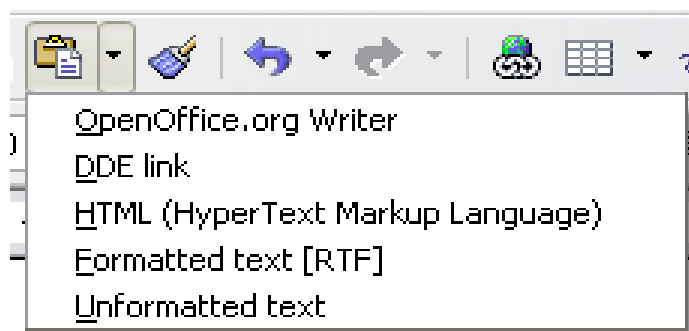 OpenOffice.org Writer
DDE link
HTML (HyperText Markup Language)
Formatted text [RTF]
Unformatted text